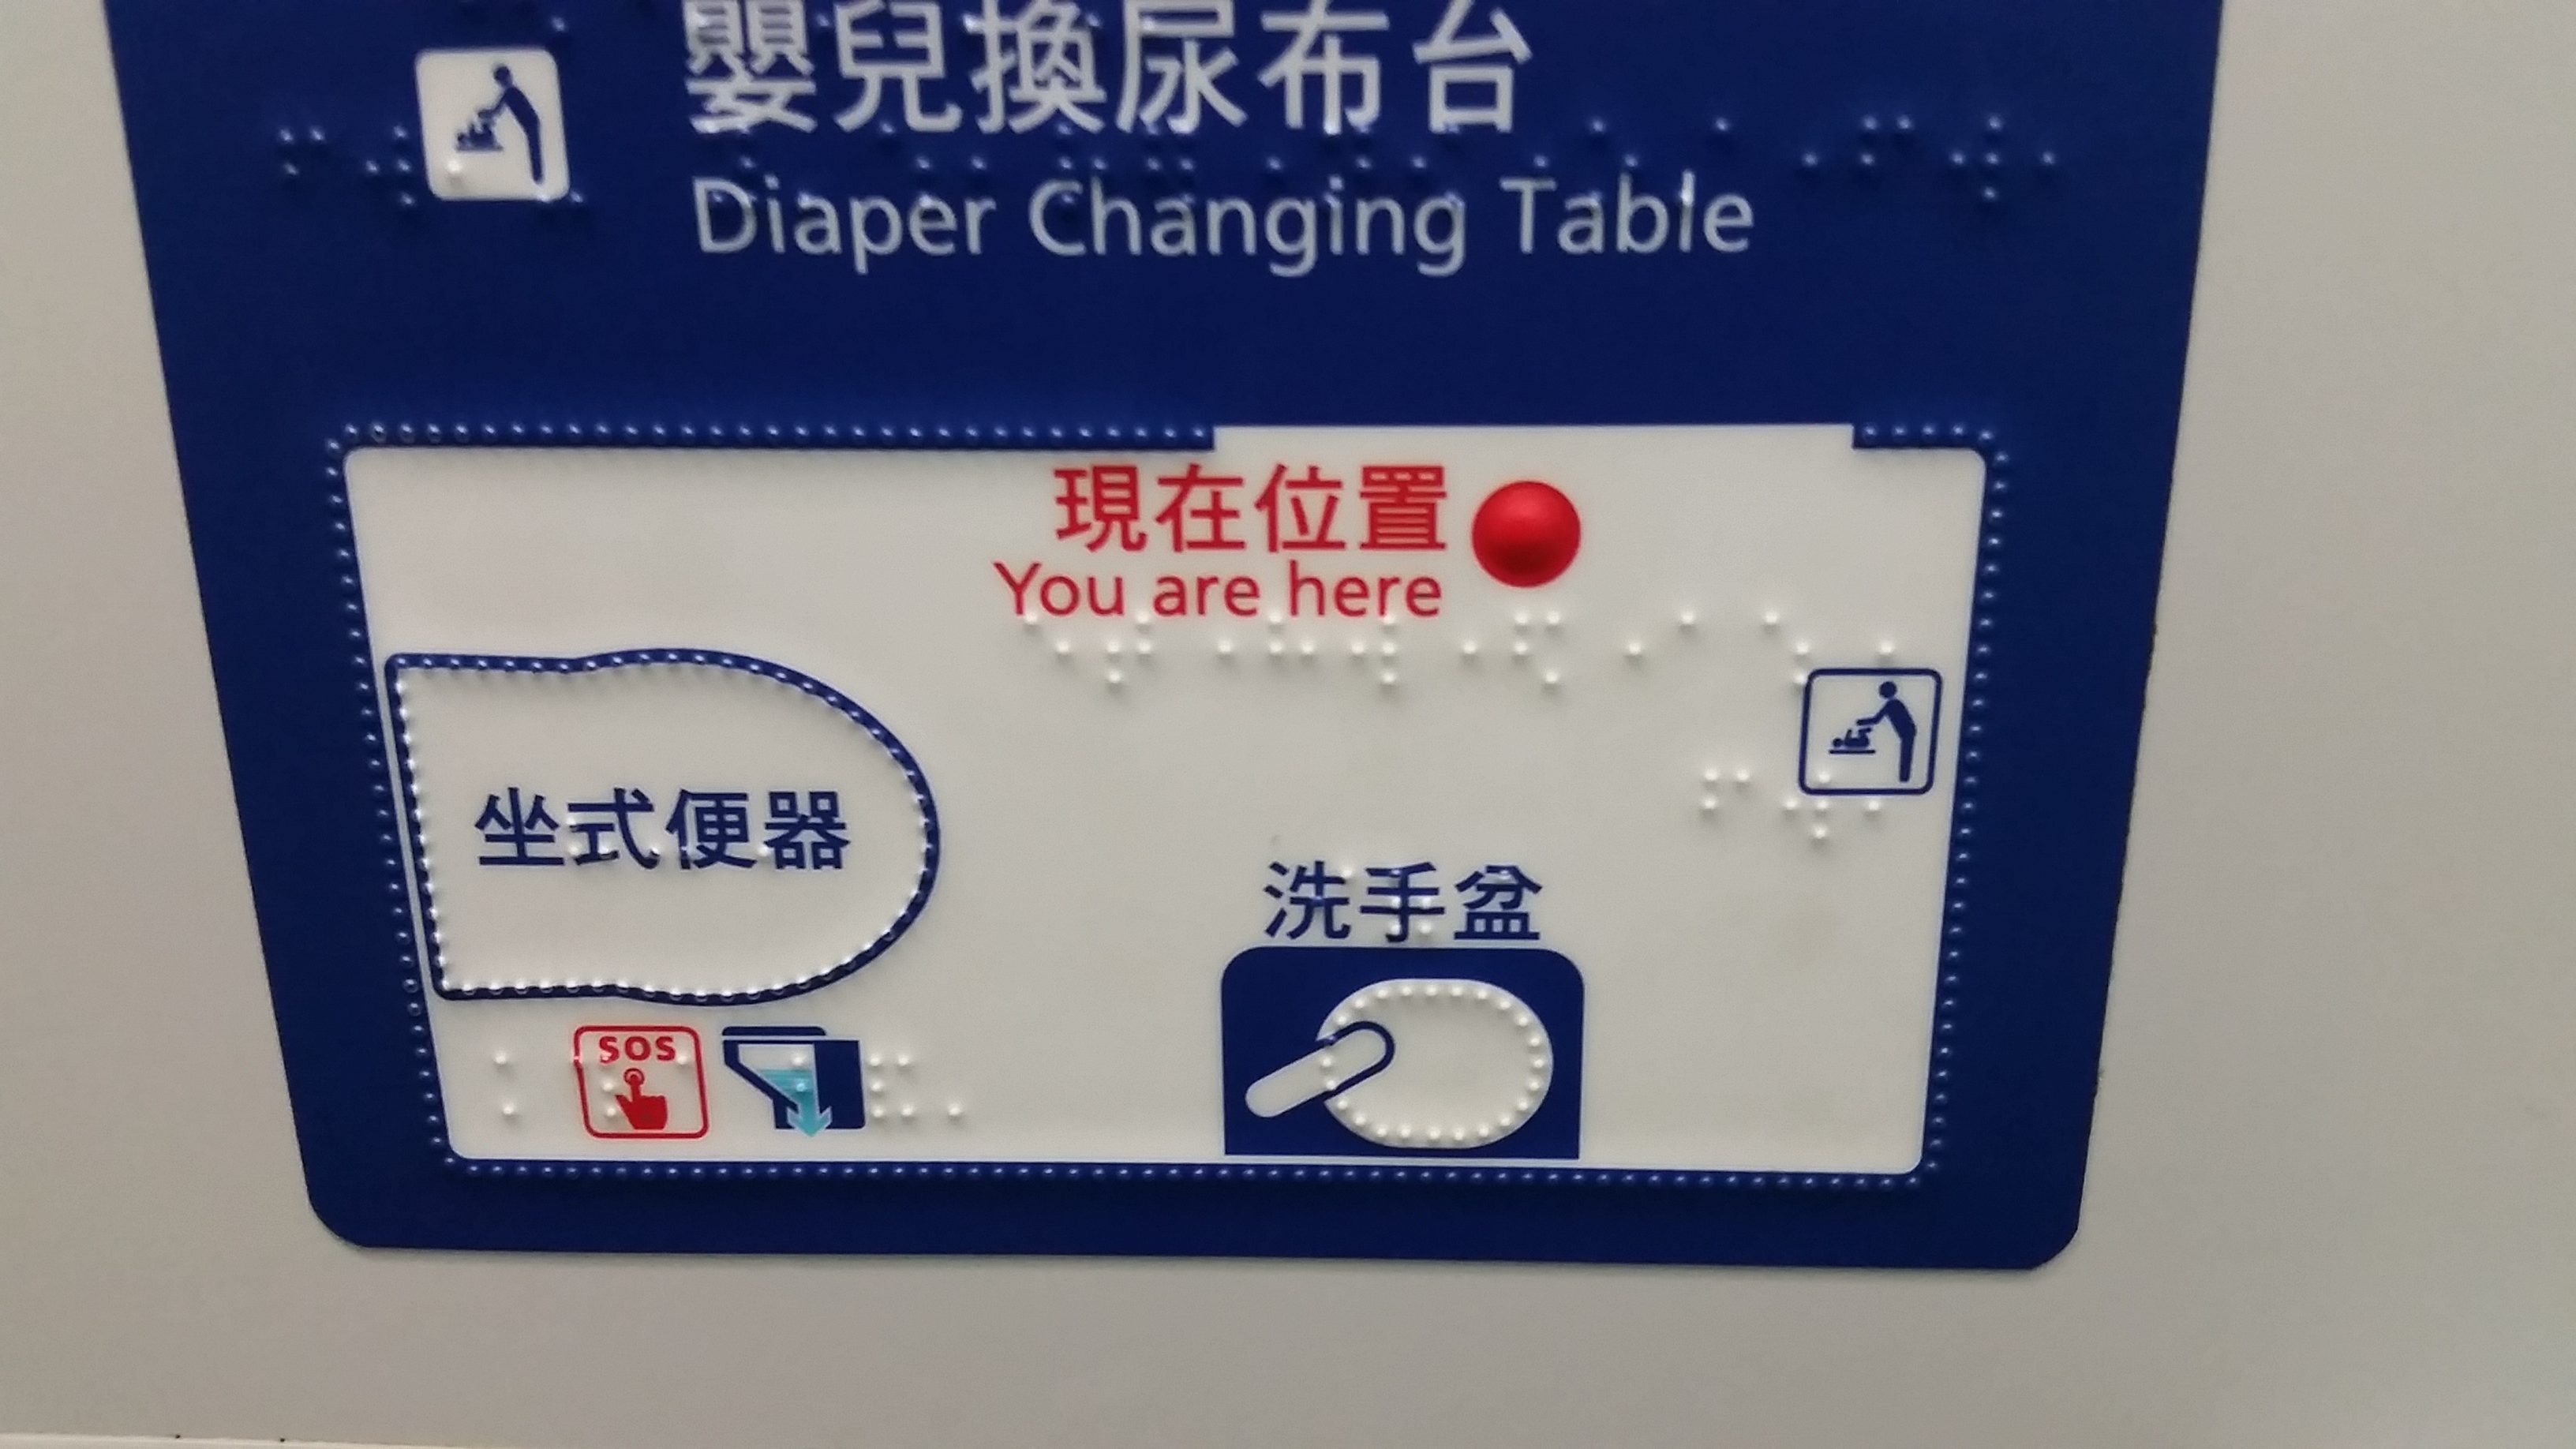 嬰兒換尿布台
Diaper Changing Table
現在位置
You are here
坐式便器
洗手盆
SOS